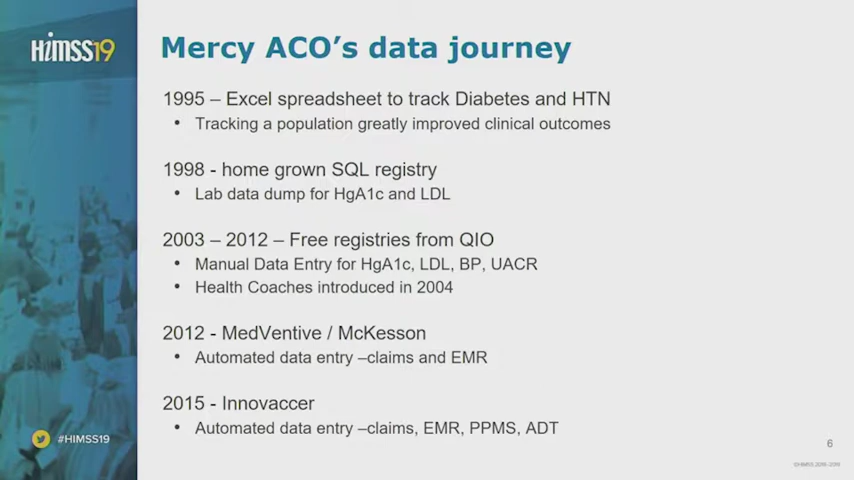 HiMSS19
Mercy ACO's data journey
1995 – Excel spreadsheet to track Diabetes and HTN
• Tracking a population greatly improved clinical outcomes
1998 - home grown SQL registry
• Lab data dump for HgA1c and LDL
2003 – 2012 – Free registries from QIO
• Manual Data Entry for HgA1c, LDL, BP, UACR
• Health Coaches introduced in 2004
2012 - MedVentive / McKesson
• Automated data entry –claims and EMR
2015 - Innovaccer
• Automated data entry –claims, EMR, PPMS, ADT
#HIMSS19
6